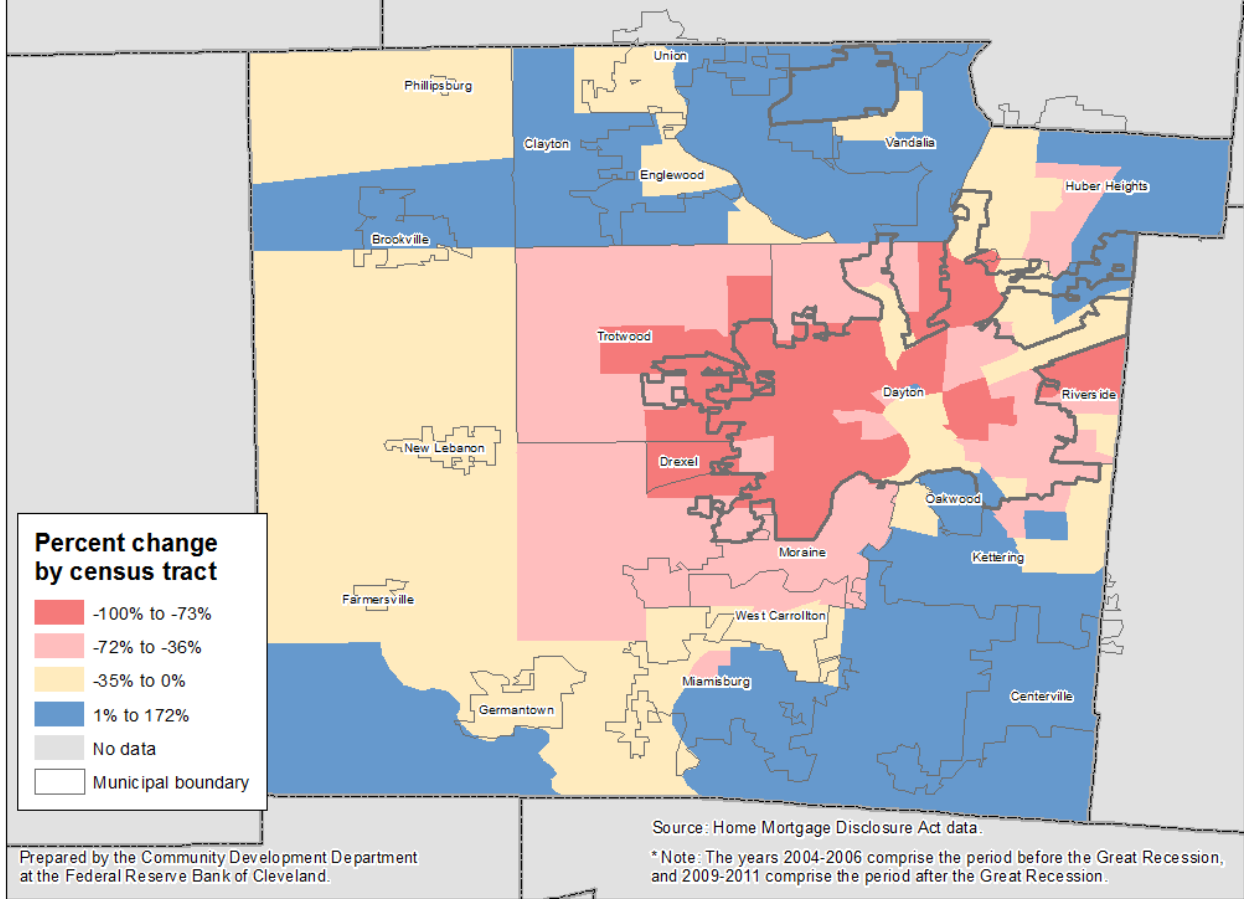 Union
Phillipsburg
Clayton
Vandalia
Englewood
Huber Heights
Brookville
Trotwood
Dayton
Riverside
New Lebanon
Drexel
Oakwood
Moraine
Kettering
Farmersville
West Carrollton
Miamisburg
Centerville
Germantown
Percent change
by census tract
-100% to -73%
-72% to -36%
-35% to 0%
1% to 172%
No data
Municipal boundary
Source: Home Mortgage Disclosure Act data.
Prepared by the Community Development Department
at the Federal Reserve Bank of Cleveland.
* Note: The years 2004-2006 comprise the period before the Great Recession,
and 2009-2011 comprise the period after the Great Recession.